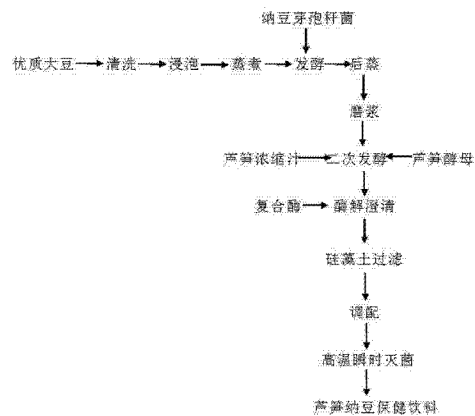 纳豆芽孢杆菌
优质大豆 清洗 浸泡 蒸煮 发酵 后蒸
磨浆
芦笋浓缩汁 二次发酵 芦笋酵母
复合酶 酶解澄清
硅藻土过滤
调配
高温瞬时灭菌
芦笋纳豆保健饮料